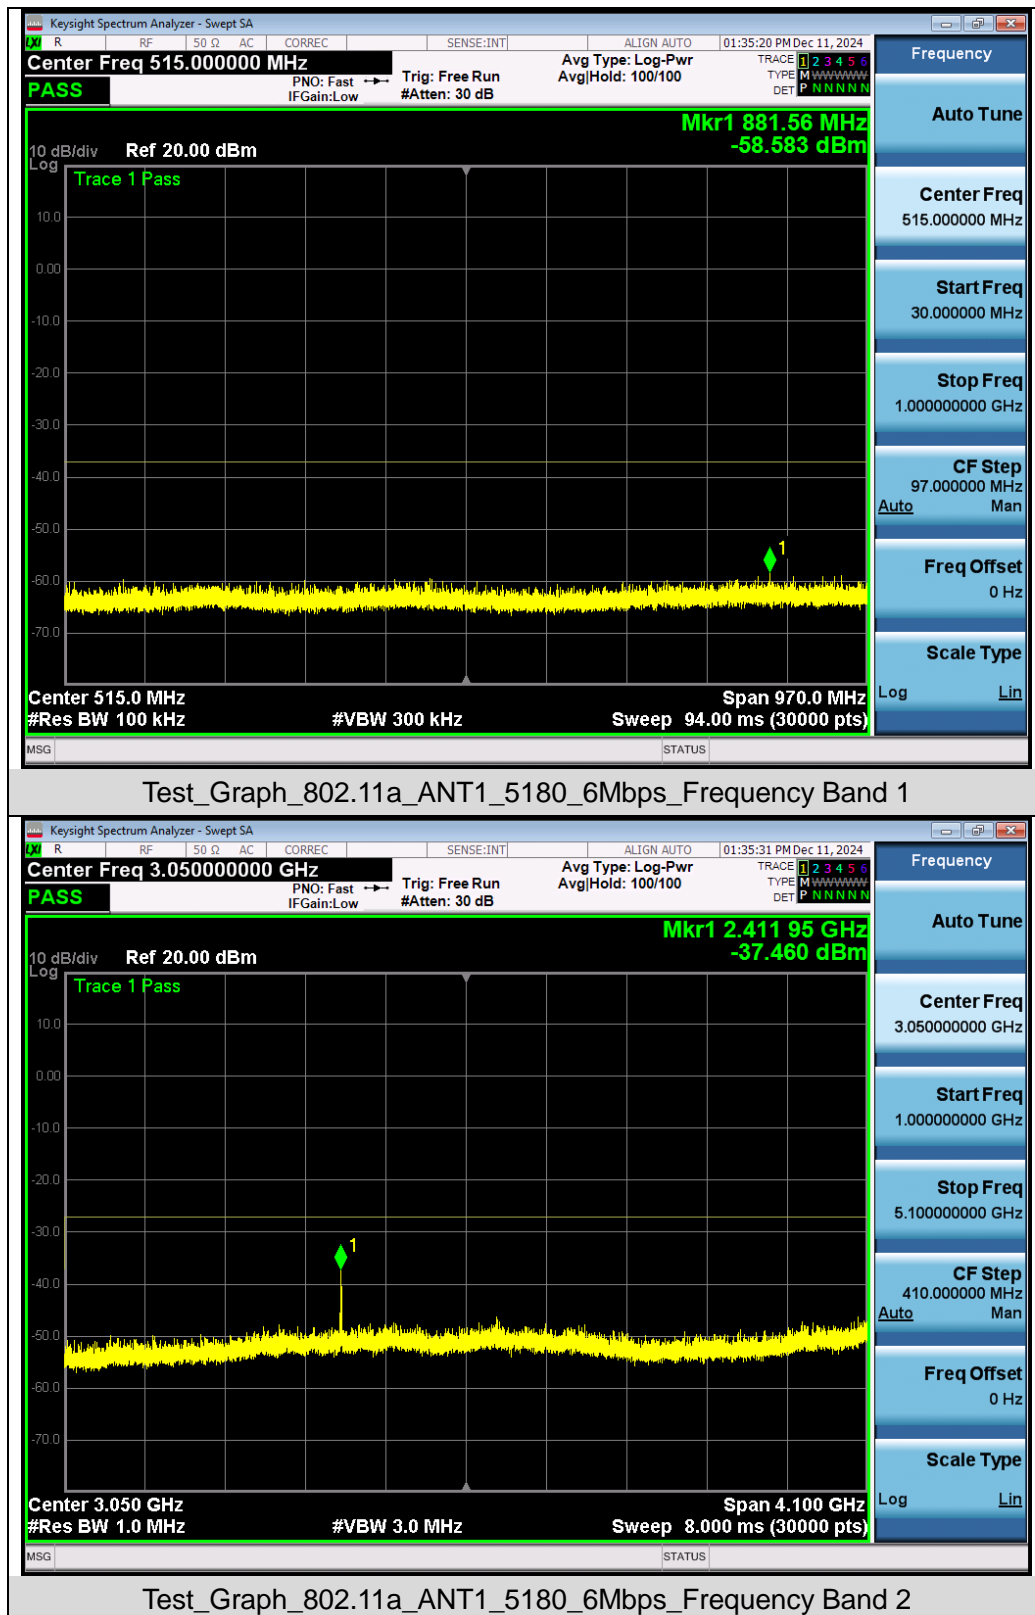 Keysight Spectrum Analyzer - Swept SA
LXI R RF 50 Ω AC CORREC SENSE:INT ALIGN AUTO 01:35:20 PM Dec 11, 2024
Center Freq 515.000000 MHz
PASS
PNO: Fast
IFGain:Low
Trig: Free Run
#Atten: 30 dB
Avg Type: Log-Pwr
Avg|Hold: 100/100
TRACE 1 2 3 4 5 6
TYPE M WWWWW
DET P N N N N N
Mkr1 881.56 MHz
-58.583 dBm
10 dB/div Ref 20.00 dBm
Log
Trace 1 Pass
10.0
0.00
-10.0
-20.0
-30.0
-40.0
-50.0
-60.0
-70.0
1
Center 515.0 MHz Span 970.0 MHz
#Res BW 100 kHz #VBW 300 kHz Sweep 94.00 ms (30000 pts)
MSG STATUS
Frequency
Auto Tune
Center Freq
515.000000 MHz
Start Freq
30.000000 MHz
Stop Freq
1.000000000 GHz
CF Step
97.000000 MHz
Auto Man
Freq Offset
0 Hz
Scale Type
Log Lin
Test_Graph_802.11a_ANT1_5180_6Mbps_Frequency Band 1
Keysight Spectrum Analyzer - Swept SA
LXI R RF 50 Ω AC CORREC SENSE:INT ALIGN AUTO 01:35:31 PM Dec 11, 2024
Center Freq 3.050000000 GHz
PASS
PNO: Fast
IFGain:Low
Trig: Free Run
#Atten: 30 dB
Avg Type: Log-Pwr
Avg|Hold: 100/100
TRACE 1 2 3 4 5 6
TYPE M WWWWW
DET P N N N N N
Mkr1 2.411 95 GHz
-37.460 dBm
10 dB/div Ref 20.00 dBm
Log
Trace 1 Pass
10.0
0.00
-10.0
-20.0
-30.0
-40.0
-50.0
-60.0
-70.0
1
Center 3.050 GHz Span 4.100 GHz
#Res BW 1.0 MHz #VBW 3.0 MHz Sweep 8.000 ms (30000 pts)
MSG STATUS
Frequency
Auto Tune
Center Freq
3.050000000 GHz
Start Freq
1.000000000 GHz
Stop Freq
5.100000000 GHz
CF Step
410.000000 MHz
Auto Man
Freq Offset
0 Hz
Scale Type
Log Lin
Test_Graph_802.11a_ANT1_5180_6Mbps_Frequency Band 2